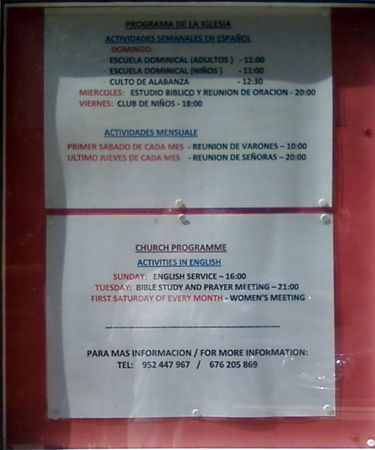 PROGRAMA DE LA IGLESIA
ACTIVIDADES SEMANALES EN ESPAÑOL
DOMINGO:
· ESCUELA DOMINICAL (ADULTOS ) - 11:00
· ESCUELA DOMINICAL (NIÑOS ) - 11:00
· CULTO DE ALABANZA - 12:30
MIERCOLES: ESTUDIO BIBLICO Y REUNION DE ORACION - 20:00
VIERNES: CLUB DE NIÑOS - 18:00
ACTIVIDADES MENSUALE
PRIMER SABADO DE CADA MES - REUNION DE VARONES – 10:00
ULTIMO JUEVES DE CADA MES - REUNION DE SEÑORAS – 20:00
CHURCH PROGRAMME
ACTIVITIES IN ENGLISH
SUNDAY: ENGLISH SERVICE – 16:00
TUESDAY: BIBLE STUDY AND PRAYER MEETING – 21:00
FIRST SATURDAY OF EVERY MONTH - WOMEN'S MEETING
PARA MAS INFORMACION / FOR MORE INFORMATION:
TEL: 952 447 967 / 676 205 869